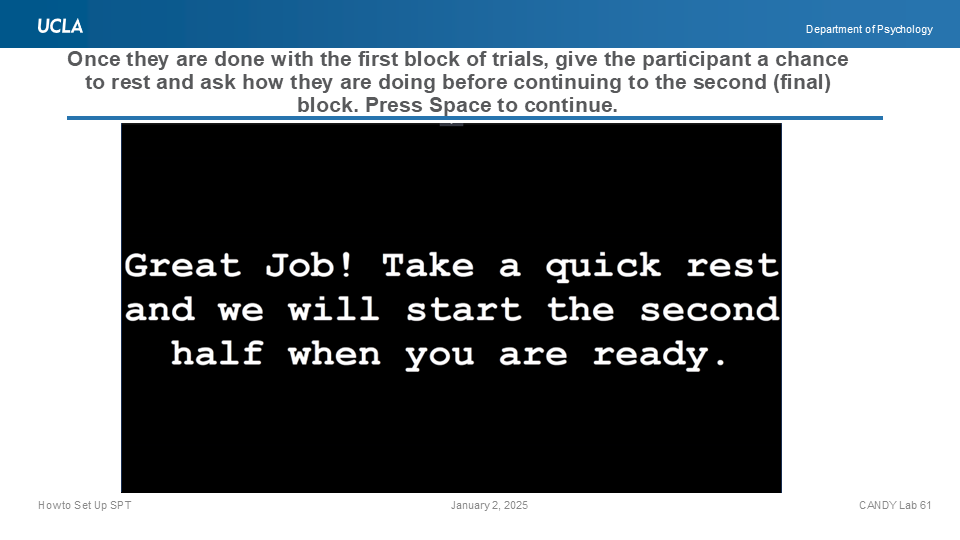 UCLA
Department of Psychology
Once they are done with the first block of trials, give the participant a chance
to rest and ask how they are doing before continuing to the second (final)
block. Press Space to continue.
Great Job! Take a quick rest
and we will start the second
half when you are ready.
Howto Set Up SPT
January 2, 2025
CANDY Lab 61